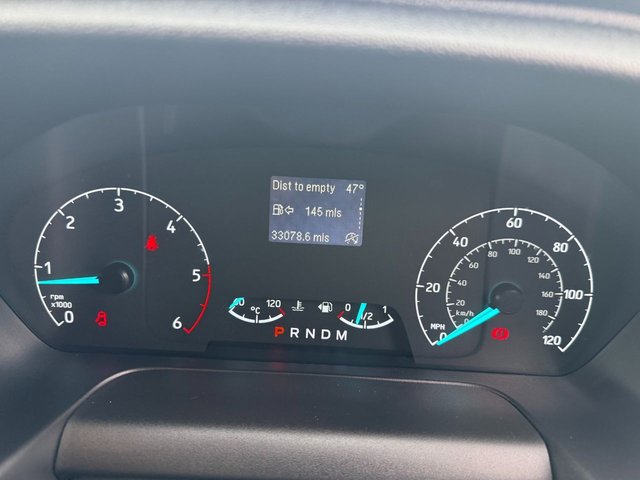 Dist to empty 47°
145 mls
33078.6 mls
0 1 2 3 4 5 6
rpm
x1000
120
°C
0 1/2 1
P R N D M
0 20 40 60 80 100 120
MPH
20 40 60 80 100 120 140 160 180
km/h